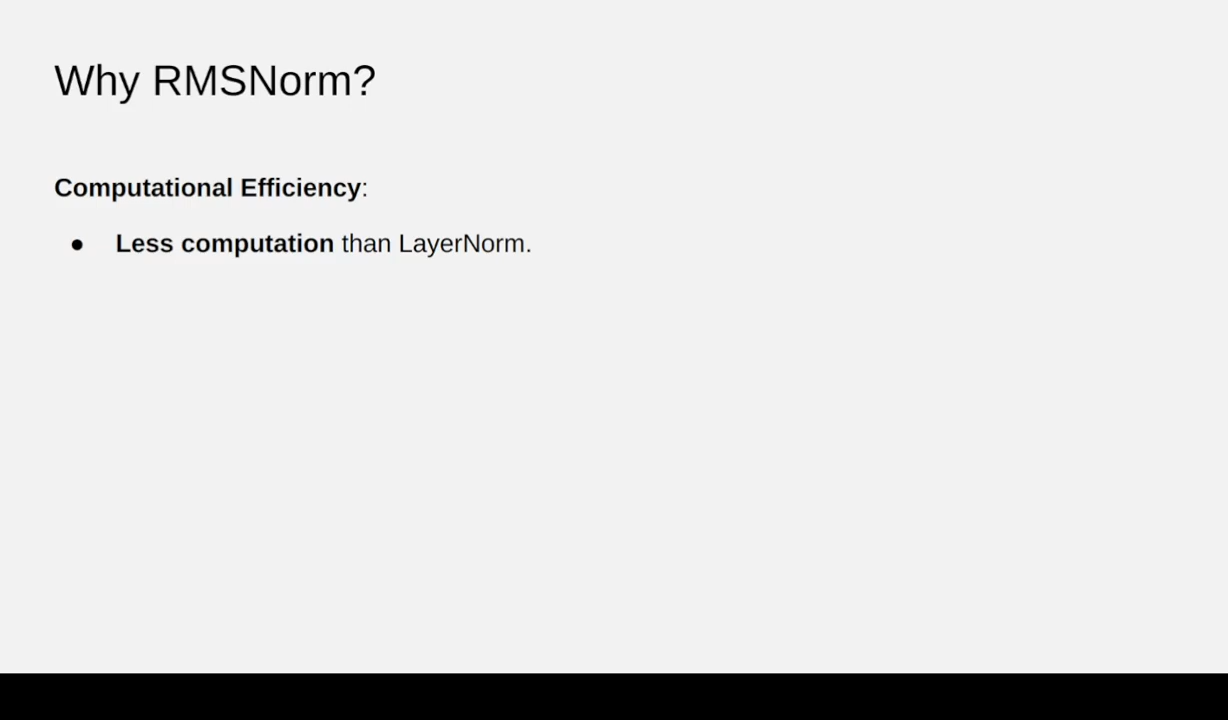 Why RMSNorm?
Computational Efficiency:
● Less computation than LayerNorm.